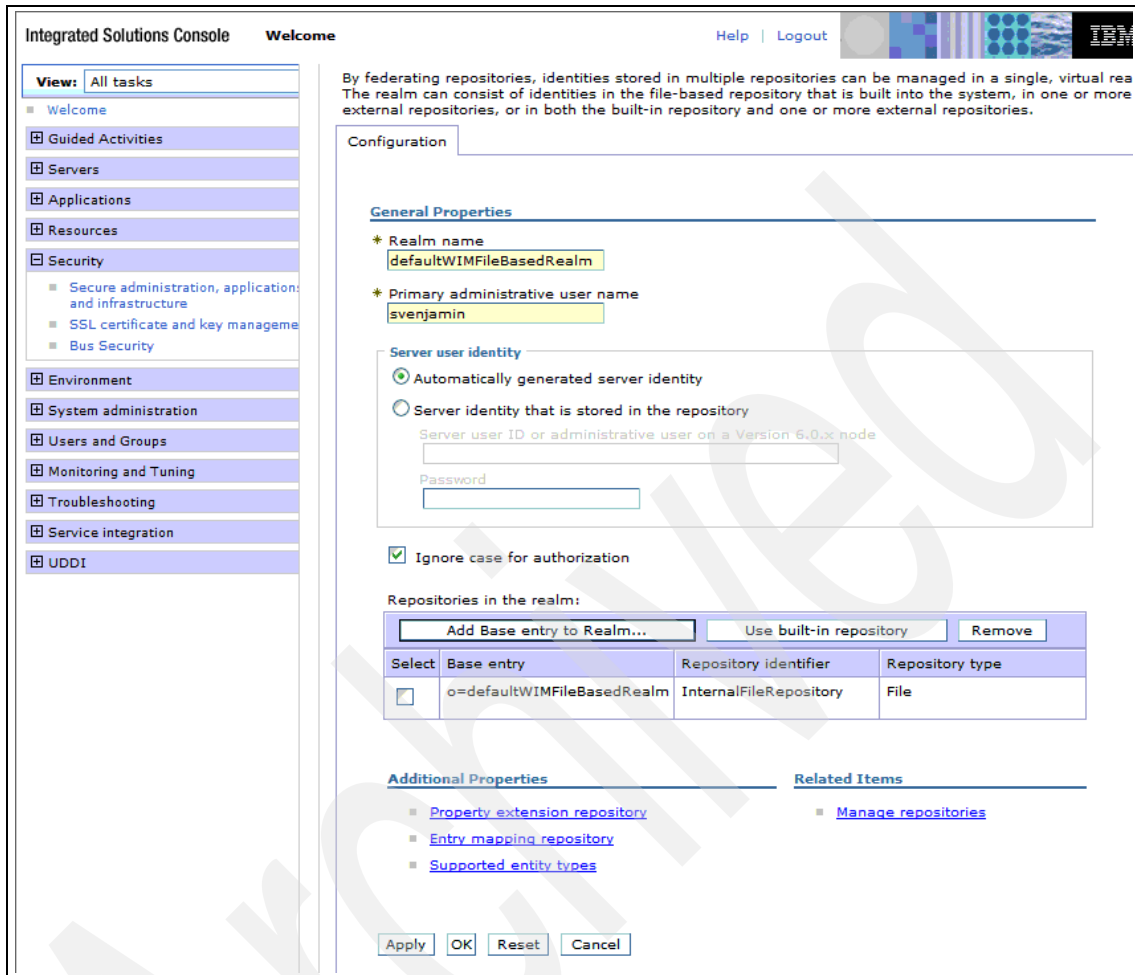 Integrated Solutions Console Welcome Help | Logout IBM
View: All tasks
Welcome
Guided Activities
Servers
Applications
Resources
Security
Secure administration, applications
and infrastructure
SSL certificate and key manageme
Bus Security
Environment
System administration
Users and Groups
Monitoring and Tuning
Troubleshooting
Service integration
UDDI
By federating repositories, identities stored in multiple repositories can be managed in a single, virtual rea
The realm can consist of identities in the file-based repository that is built into the system, in one or more
external repositories, or in both the built-in repository and one or more external repositories.
Configuration
General Properties
* Realm name
defaultWIMFileBasedRealm
* Primary administrative user name
svenjamin
Server user identity
Automatically generated server identity
Server identity that is stored in the repository
Server user ID or administrative user on a Version 6.0.x node
Password
Ignore case for authorization
Repositories in the realm:
Add Base entry to Realm... Use built-in repository Remove
Select Base entry Repository identifier Repository type
o=defaultWIMFileBasedRealm InternalFileRepository File
Additional Properties Related Items
Property extension repository Manage repositories
Entry mapping repository
Supported entity types
Apply OK Reset Cancel
Archived